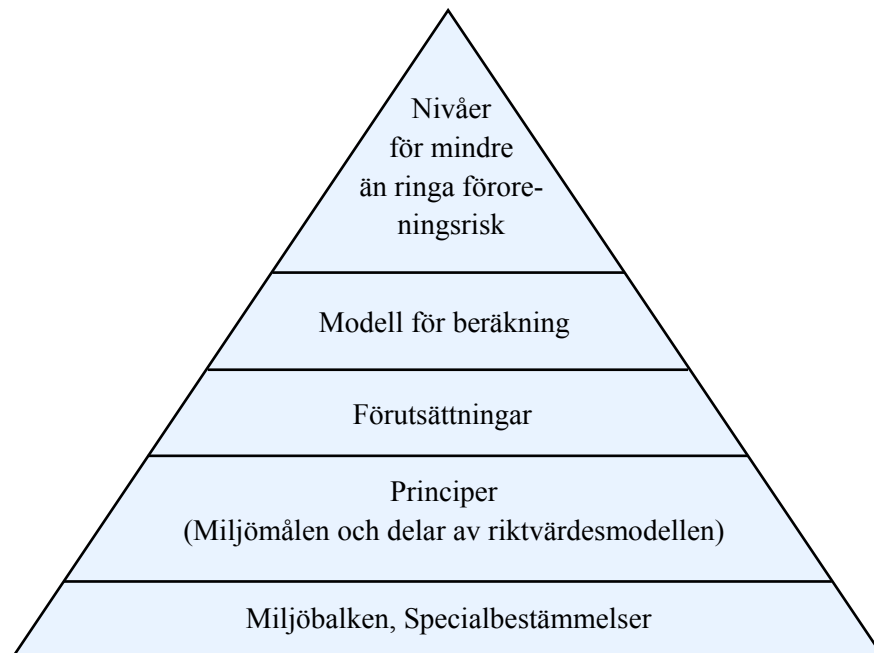 Nivåer
för mindre
än ringa förore-
ningsrisk
Modell för beräkning
Förutsättningar
Principer
(Miljömålen och delar av riktvärdesmodellen)
Miljöbalken, Specialbestämmelser